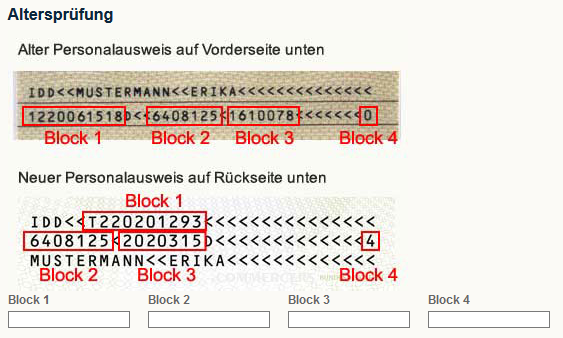 Altersprüfung
Alter Personalausweis auf Vorderseite unten
IDD<<MUSTERMANN<<ERIKA<<<<<<<<<<<<<<
1220061518D<<6408125<1610078<<<<<<<0
Block 1 Block 2 Block 3 Block 4
Neuer Personalausweis auf Rückseite unten
Block 1
IDD<<T220201293<<<<<<<<<<<<<<<
6408125<2020315D<<<<<<<<<<<<<4
MUSTERMANN<<ERIKA<<<<<<<<<<<<<
Block 2 Block 3 Block 4
Block 1 Block 2 Block 3 Block 4